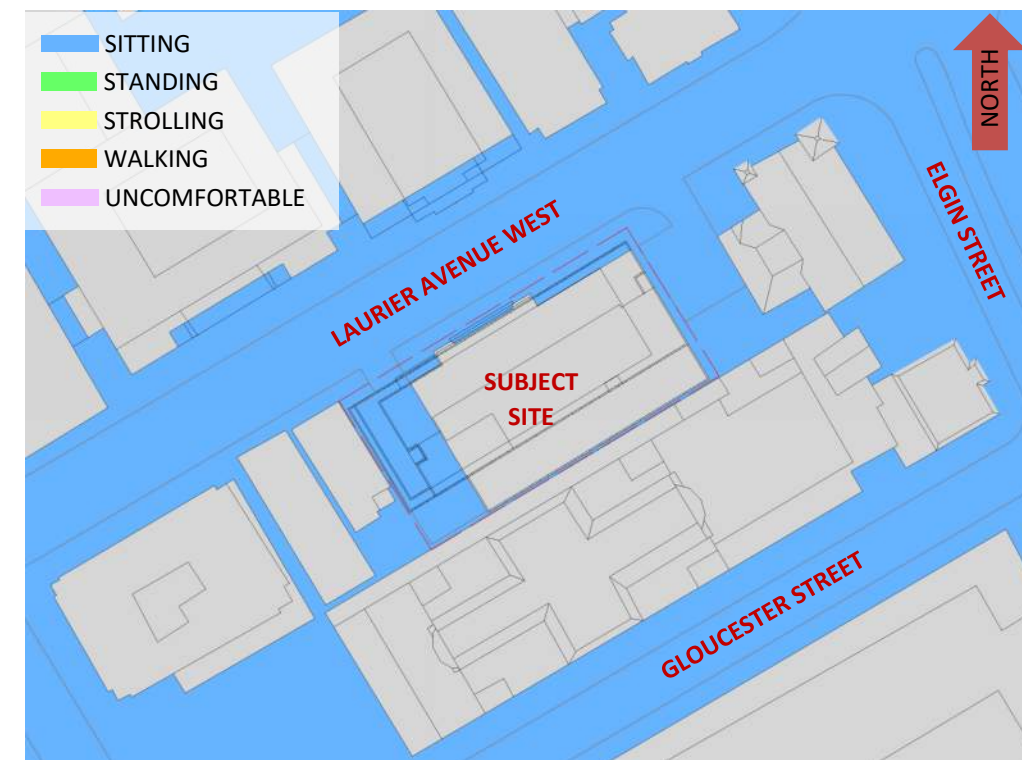 SITTING
STANDING
STROLLING
WALKING
UNCOMFORTABLE
NORTH
ELGIN STREET
LAURIER AVENUE WEST
SUBJECT
SITE
GLOUCESTER STREET